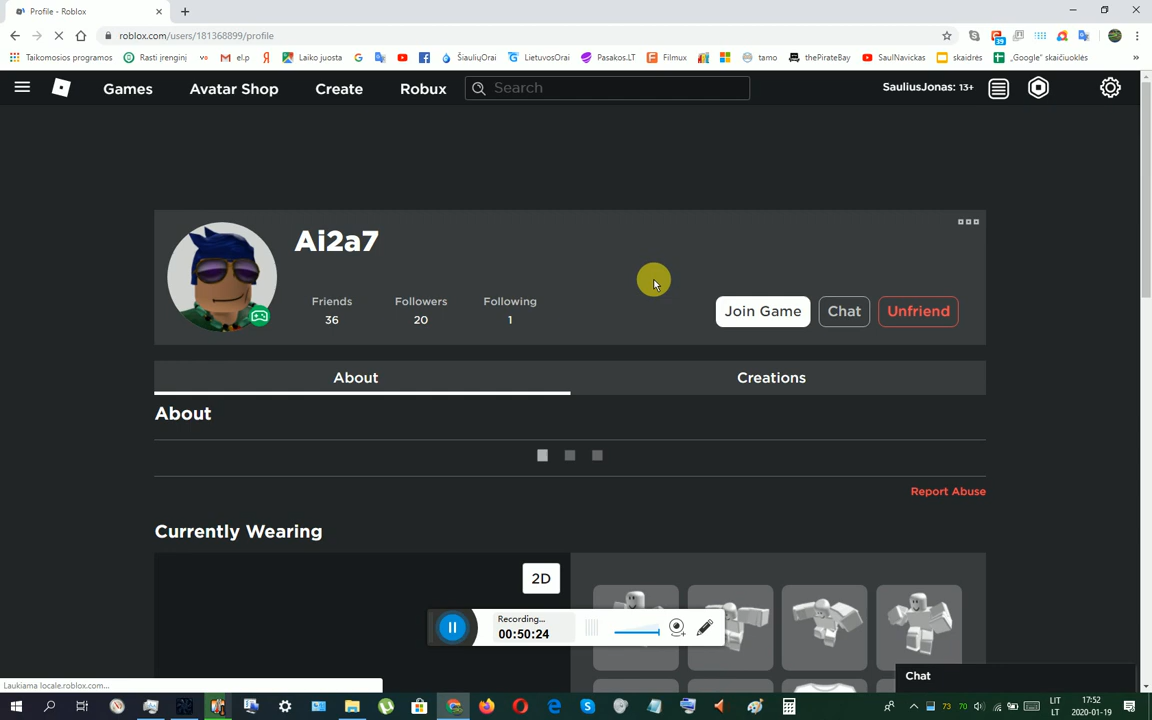 Profile - Roblox
roblox.com/users/181368899/profile
Taikomosios programos Rasti įrenginį vo el.p Laiko juosta ŠiauliųOrai LietuvosOrai Pasakos.LT Filmux tamo thePirateBay SaulNavickas skaidrės „Google“ skaičiuoklės »
Games Avatar Shop Create Robux Search SauliusJonas: 13+
Ai2a7
Friends Followers Following
36 20 1
Join Game Chat Unfriend
About Creations
About
Report Abuse
Currently Wearing
2D
Recording...
00:50:24
Chat
Laukiama locale.roblox.com...
73 70 LIT 17:52
LT 2020-01-19